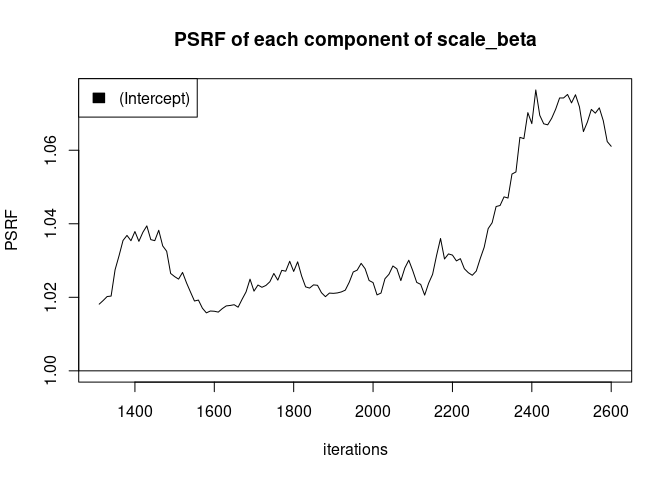 PSRF of each component of scale_beta
(Intercept)
PSRF
1.06
1.04
1.02
1.00
1400 1600 1800 2000 2200 2400 2600
iterations